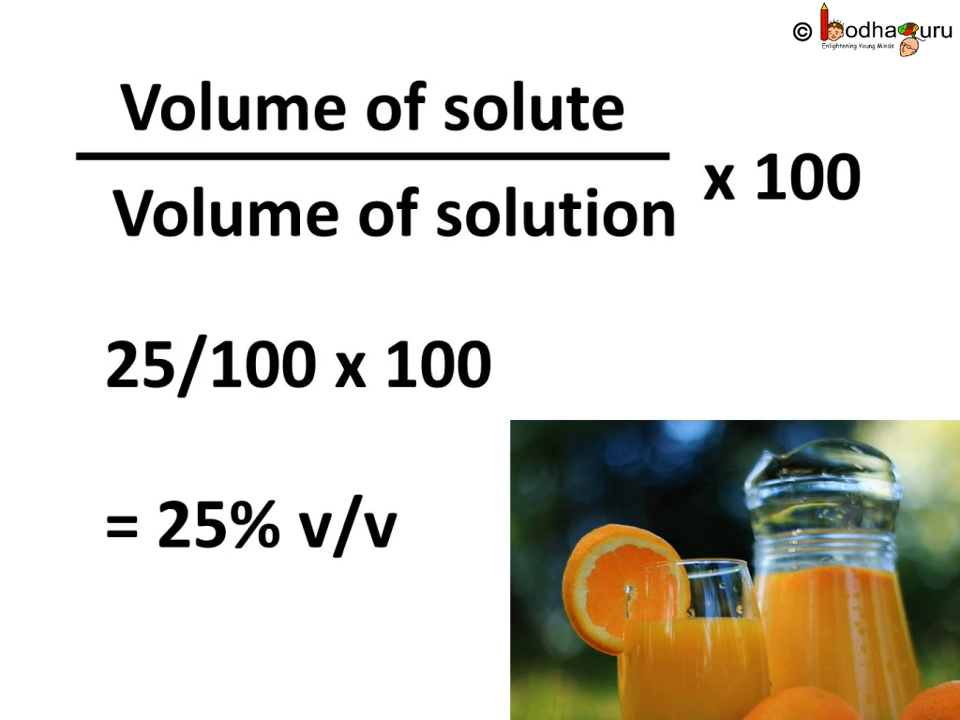 © bodhaguru
Enlightening Young Minds
Volume of solute
Volume of solution
x 100
25/100 x 100
= 25% v/v